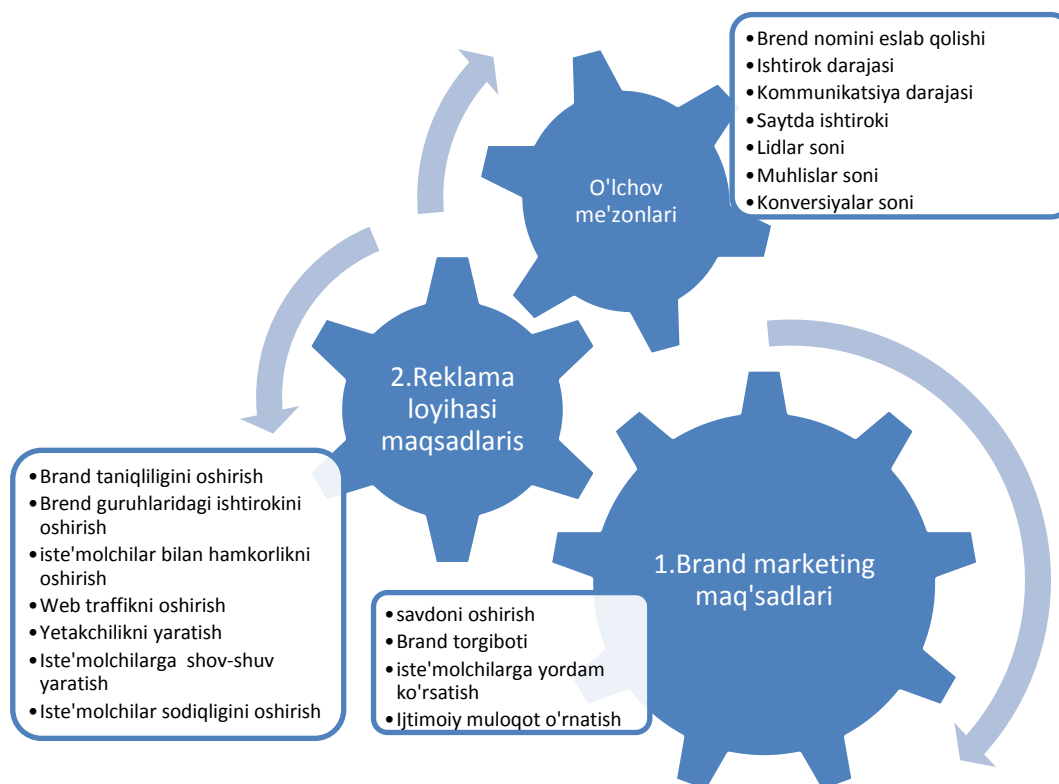 • Brend nomini eslab qolishi
• Ishtirok darajasi
• Kommunikatsiya darajasi
• Saytda ishtiroki
• Lidlar soni
• Muhlislar soni
• Konversiyalar soni
O'lchov
me'zonlari
2.Reklama
loyihasi
maqsadlaris
• Brand taniqliligini oshirish
• Brend guruhlaridagi ishtirokini
oshirish
• iste'molchilar bilan hamkorlikni
oshirish
• Web traffikni oshirish
• Yetakchilikni yaratish
• Iste'molchilarga shov-shuv
yaratish
• Iste'molchilar sodiqligini oshirish
1.Brand marketing
maq'sadlari
• savdoni oshirish
• Brand torgiboti
• iste'molchilarga yordam
ko'rsatish
• Ijtimoiy muloqot o'rnatish